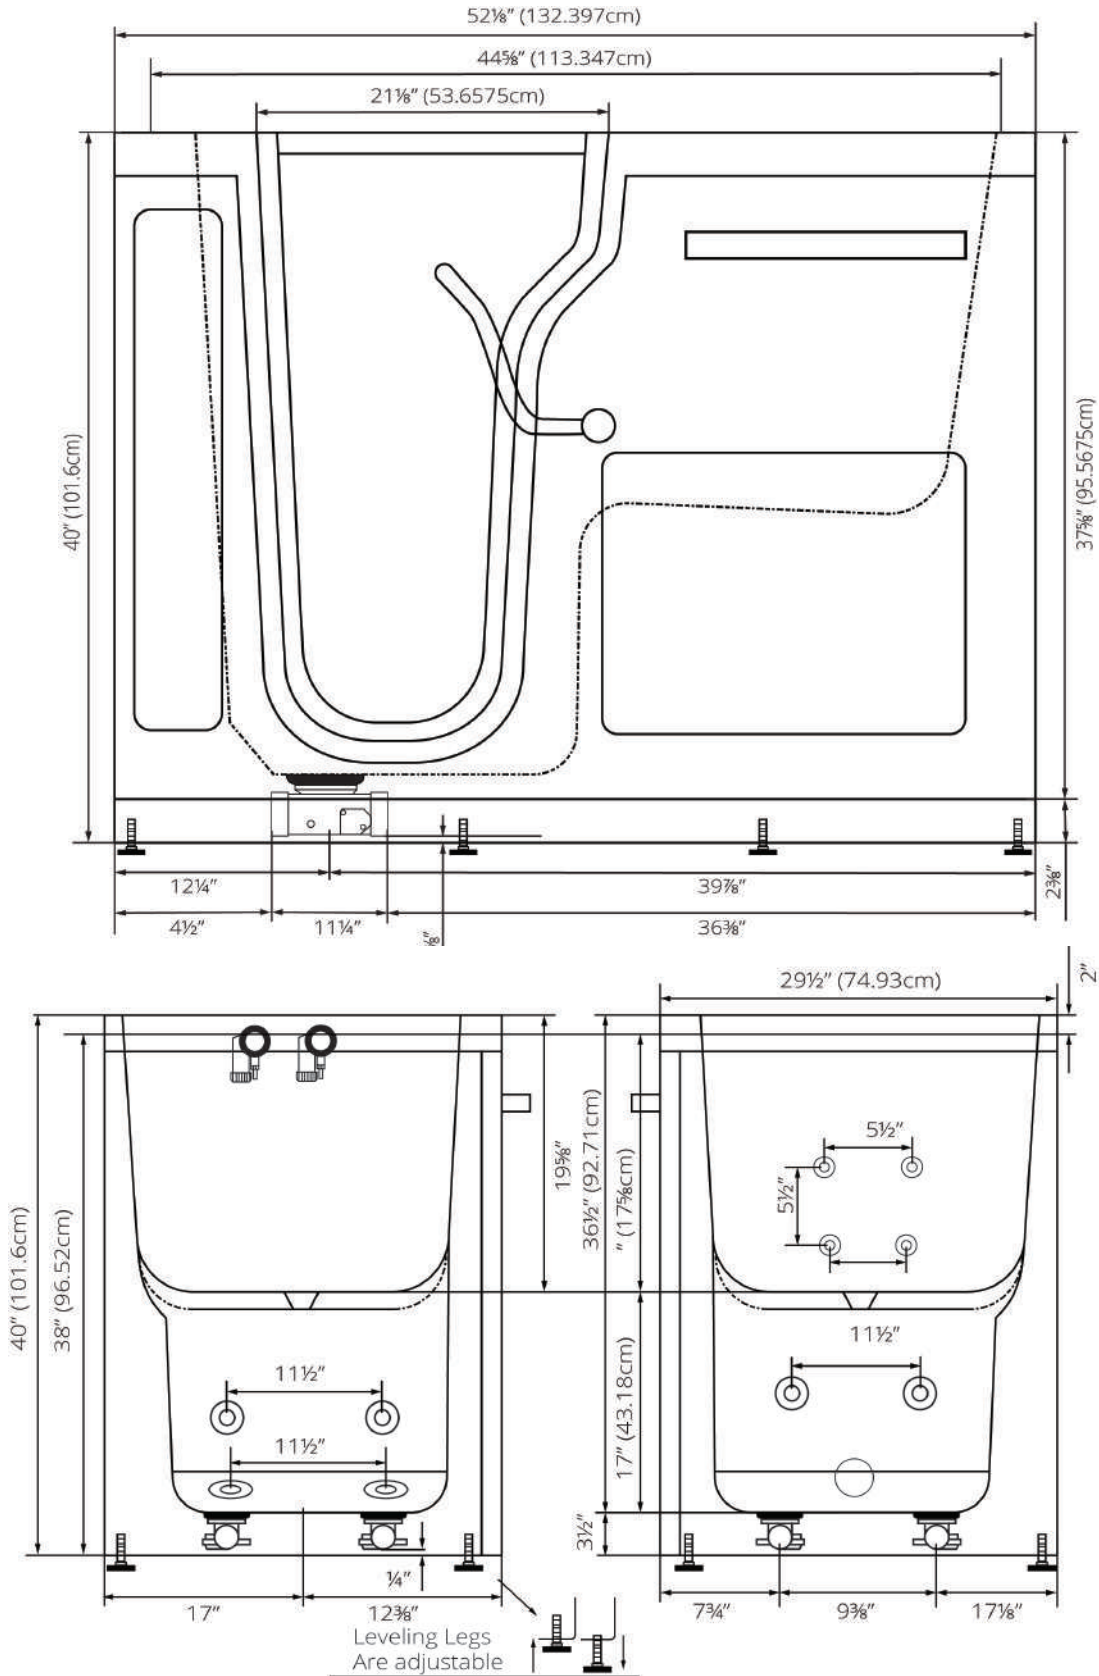 52⅛" (132.397cm)
44⅝" (113.347cm)
21⅛" (53.6575cm)
40" (101.6cm)
37⅝" (95.5675cm)
12¼"
39⅞"
2⅜"
4½"
11¼"
36⅜"
⅜"
29½" (74.93cm)
2"
40" (101.6cm)
38" (96.52cm)
19⅝"
36½" (92.71cm)
" (17⅝cm)
5½"
5½"
11½"
11½"
11½"
17" (43.18cm)
3½"
¼"
17"
12⅜"
7¾"
9⅜"
17⅛"
Leveling Legs
Are adjustable